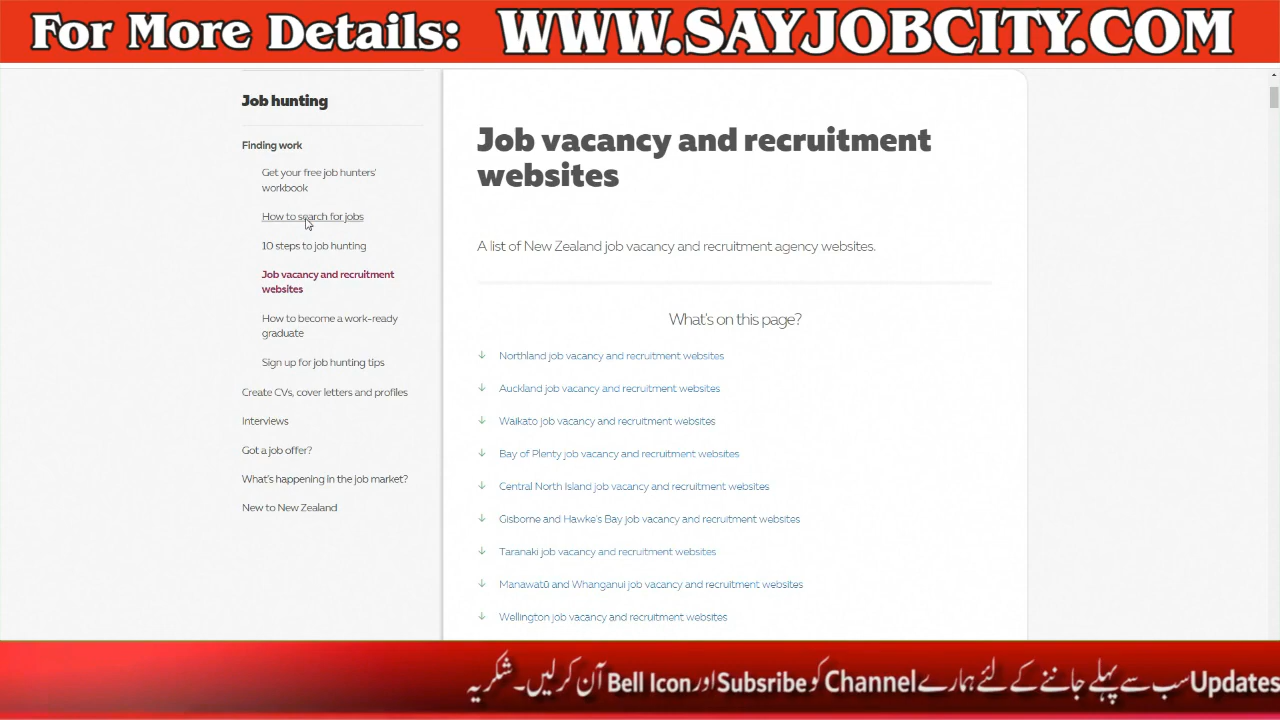 For More Details: WWW.SAYJOBCITY.COM
Job hunting
Finding work
Get your free job hunters'
workbook
How to search for jobs
10 steps to job hunting
Job vacancy and recruitment
websites
How to become a work-ready
graduate
Sign up for job hunting tips
Create CVs, cover letters and profiles
Interviews
Got a job offer?
What's happening in the job market?
New to New Zealand
Job vacancy and recruitment
websites
A list of New Zealand job vacancy and recruitment agency websites.
What's on this page?
Northland job vacancy and recruitment websites
Auckland job vacancy and recruitment websites
Waikato job vacancy and recruitment websites
Bay of Plenty job vacancy and recruitment websites
Central North Island job vacancy and recruitment websites
Gisborne and Hawke's Bay job vacancy and recruitment websites
Taranaki job vacancy and recruitment websites
Manawatū and Whanganui job vacancy and recruitment websites
Wellington job vacancy and recruitment websites
Updates سب سے پہلے جاننے کے لئے ہمارے Channel کو Subsribe اور Bell Icon آن کرلیں۔ شکریہ